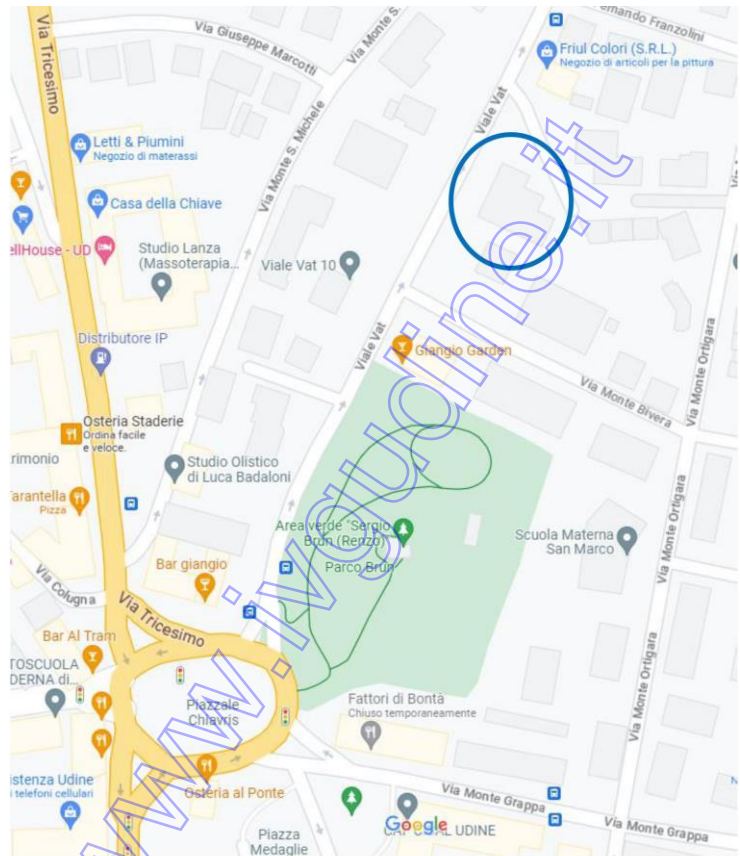 Via Tricesimo
Via Giuseppe Marcotti
Via Monte S.
Via Monte S. Michele
Viale Vat
Friul Colori (S.R.L.)
Negozio di articoli per la pittura
Letti & Piumini
Negozio di materassi
Casa della Chiave
ellHouse - UD
Studio Lanza
(Massoterapia...
Viale Vat 10
Distributore IP
Viale Vat
Giangio Garden
Via Monte Bivera
Via Monte Ortigara
Osteria Staderie
Ordina facile
e veloce.
rimonio
Tarantella
Pizza
Studio Olistico
di Luca Badaloni
Area verde "Sergio
Brun (Renzo)"
Parco Brun
Scuola Materna
San Marco
Via Monte Ortigara
Bar giangio
Via Colugna
Via Tricesimo
Bar Al Tram
TOSCUOLA
DERNA di...
Piazzale
Chiavris
Fattori di Bontà
Chiuso temporaneamente
Via Monte Ortigara
istenza Udine
i telefoni cellulari
Osteria al Ponte
Via Monte Grappa
Google
UDINE
Via Monte Grappa
Piazza
Medaglie
www.ivgudine.it